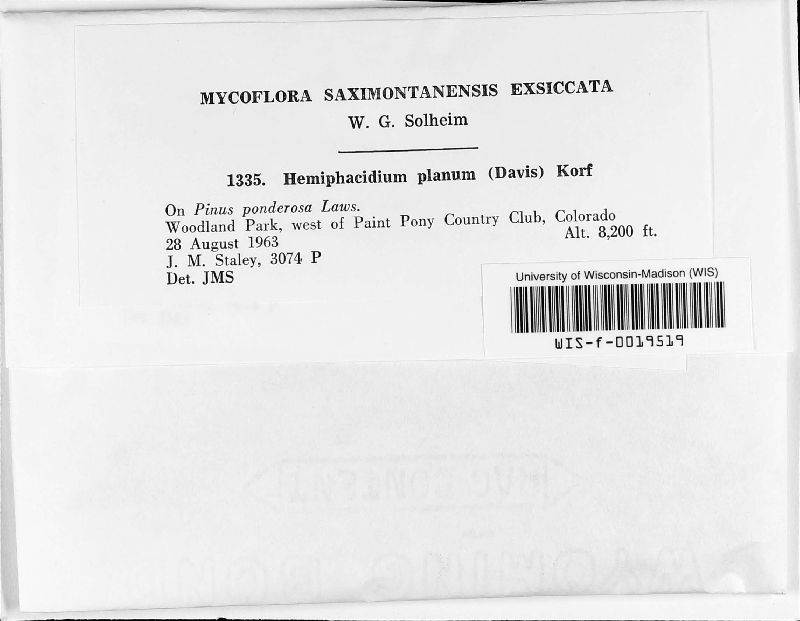 MYCOFLORA SAXIMONTANENSIS EXSICCATA
W. G. Solheim
1335. Hemiphacidium planum (Davis) Korf
On Pinus ponderosa Laws.
Woodland Park, west of Paint Pony Country Club, Colorado
28 August 1963 Alt. 8,200 ft.
J. M. Staley, 3074 P
Det. JMS
University of Wisconsin-Madison (WIS)
WIS-f-0019519